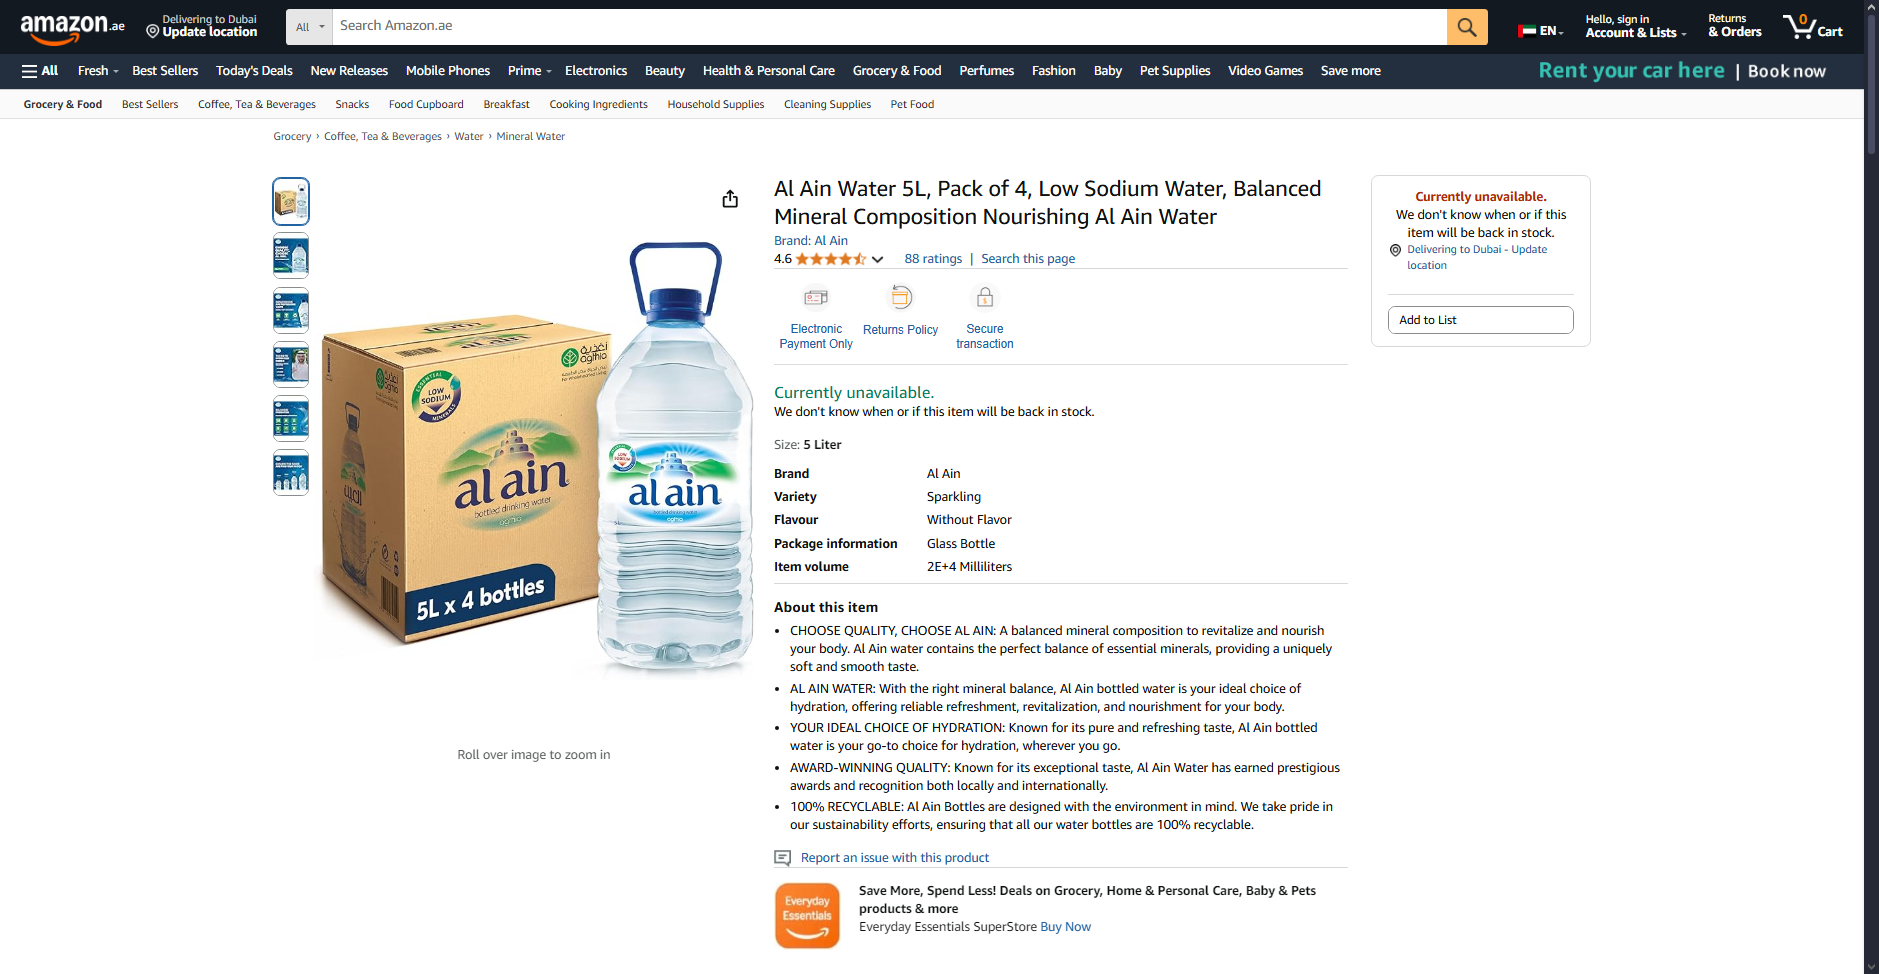 amazon.ae
Delivering to Dubai
Update location
All
Search Amazon.ae
EN
Hello, sign in
Account & Lists
Returns
& Orders
0
Cart
All
Fresh
Best Sellers
Today's Deals
New Releases
Mobile Phones
Prime
Electronics
Beauty
Health & Personal Care
Grocery & Food
Perfumes
Fashion
Baby
Pet Supplies
Video Games
Save more
Rent your car here | Book now
Grocery & Food
Best Sellers
Coffee, Tea & Beverages
Snacks
Food Cupboard
Breakfast
Cooking Ingredients
Household Supplies
Cleaning Supplies
Pet Food
Grocery › Coffee, Tea & Beverages › Water › Mineral Water
al ain
أغذية
agthia
ESSENTIAL
LOW
SODIUM
MINERALS
al ain
bottled drinking water
agthia
5L x 4 bottles
LOW
SODIUM
al ain
bottled drinking water
agthia
Roll over image to zoom in
Al Ain Water 5L, Pack of 4, Low Sodium Water, Balanced
Mineral Composition Nourishing Al Ain Water
Brand: Al Ain
4.6
88 ratings | Search this page
Electronic
Payment Only
Returns Policy
Secure
transaction
Currently unavailable.
We don't know when or if this item will be back in stock.
Size: 5 Liter
Brand Al Ain
Variety Sparkling
Flavour Without Flavor
Package information Glass Bottle
Item volume 2E+4 Milliliters
About this item
• CHOOSE QUALITY, CHOOSE AL AIN: A balanced mineral composition to revitalize and nourish
your body. Al Ain water contains the perfect balance of essential minerals, providing a uniquely
soft and smooth taste.
• AL AIN WATER: With the right mineral balance, Al Ain bottled water is your ideal choice of
hydration, offering reliable refreshment, revitalization, and nourishment for your body.
• YOUR IDEAL CHOICE OF HYDRATION: Known for its pure and refreshing taste, Al Ain bottled
water is your go-to choice for hydration, wherever you go.
• AWARD-WINNING QUALITY: Known for its exceptional taste, Al Ain Water has earned prestigious
awards and recognition both locally and internationally.
• 100% RECYCLABLE: Al Ain Bottles are designed with the environment in mind. We take pride in
our sustainability efforts, ensuring that all our water bottles are 100% recyclable.
Report an issue with this product
Everyday
Essentials
Save More, Spend Less! Deals on Grocery, Home & Personal Care, Baby & Pets
products & more
Everyday Essentials SuperStore Buy Now
Currently unavailable.
We don't know when or if this
item will be back in stock.
Delivering to Dubai - Update
location
Add to List